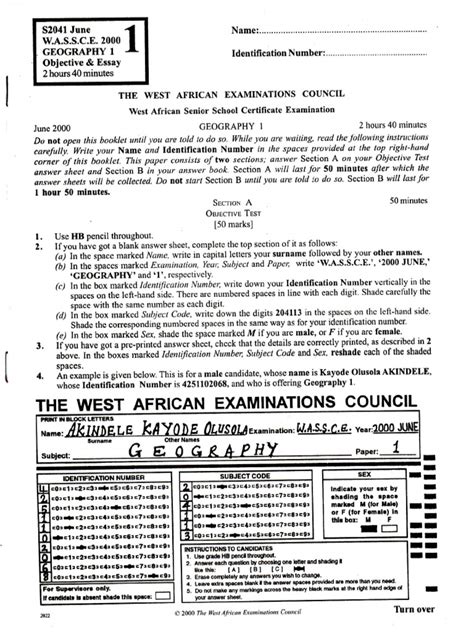 S2041 June
W.A.S.S.C.E. 2000
GEOGRAPHY 1
Objective & Essay
2 hours 40 minutes
1
Name:
Identification Number:
THE WEST AFRICAN EXAMINATIONS COUNCIL
West African Senior School Certificate Examination
June 2000
GEOGRAPHY 1
2 hours 40 minutes
Do not open this booklet until you are told to do so. While you are waiting, read the following instructions
carefully. Write your Name and Identification Number in the spaces provided at the top right-hand
corner of this booklet. This paper consists of two sections; answer Section A on your Objective Test
answer sheet and Section B in your answer book. Section A will last for 50 minutes after which the
answer sheets will be collected. Do not start Section B until you are told to do so. Section B will last for
1 hour 50 minutes.
SECTION A
50 minutes
OBJECTIVE TEST
[50 marks]
1. Use HB pencil throughout.
2. If you have got a blank answer sheet, complete the top section of it as follows:
(a) In the space marked Name, write in capital letters your surname followed by your other names.
(b) In the spaces marked Examination, Year, Subject and Paper, write 'W.A.S.S.C.E.', '2000 JUNE,'
'GEOGRAPHY' and '1', respectively.
(c) In the box marked Identification Number, write down your Identification Number vertically in the
spaces on the left-hand side. There are numbered spaces in line with each digit. Shade carefully the
space with the same number as each digit.
(d) In the box marked Subject Code, write down the digits 204113 in the spaces on the left-hand side.
Shade the corresponding numbered spaces in the same way as for your identification number.
(e) In the box marked Sex, shade the space marked M if you are male, or F if you are female.
3. If you have got a pre-printed answer sheet, check that the details are correctly printed, as described in 2
above. In the boxes marked Identification Number, Subject Code and Sex, reshade each of the shaded
spaces.
4. An example is given below. This is for a male candidate, whose name is Kayode Olusola AKINDELE,
whose Identification Number is 4251102068, and who is offering Geography 1.
THE WEST AFRICAN EXAMINATIONS COUNCIL
PRINT IN BLOCK LETTERS
Name: AKINDELE KAYODE OLUSOLA Examination: W.A.S.S.C.E. Year: 2000 JUNE
Surname Other Names
Subject: GEOGRAPHY Paper: 1
IDENTIFICATION NUMBER
SUBJECT CODE
SEX
Indicate your sex by
shading the space
marked M (for Male)
or F (for Female) in
this box: M F
INSTRUCTIONS TO CANDIDATES
1. Use grade HB pencil throughout.
2. Answer each question by choosing one letter and shading it
like this: [A] [B] [C]
3. Erase completely any answers you wish to change.
4. Leave extra spaces blank if the answer spaces provided are more than you need.
5. Do not make any markings across the heavy black marks at the right hand edge of
your answer sheet.
For Supervisors only.
If candidate is absent shade this space:
2022
© 2000 The West African Examinations Council
Turn over